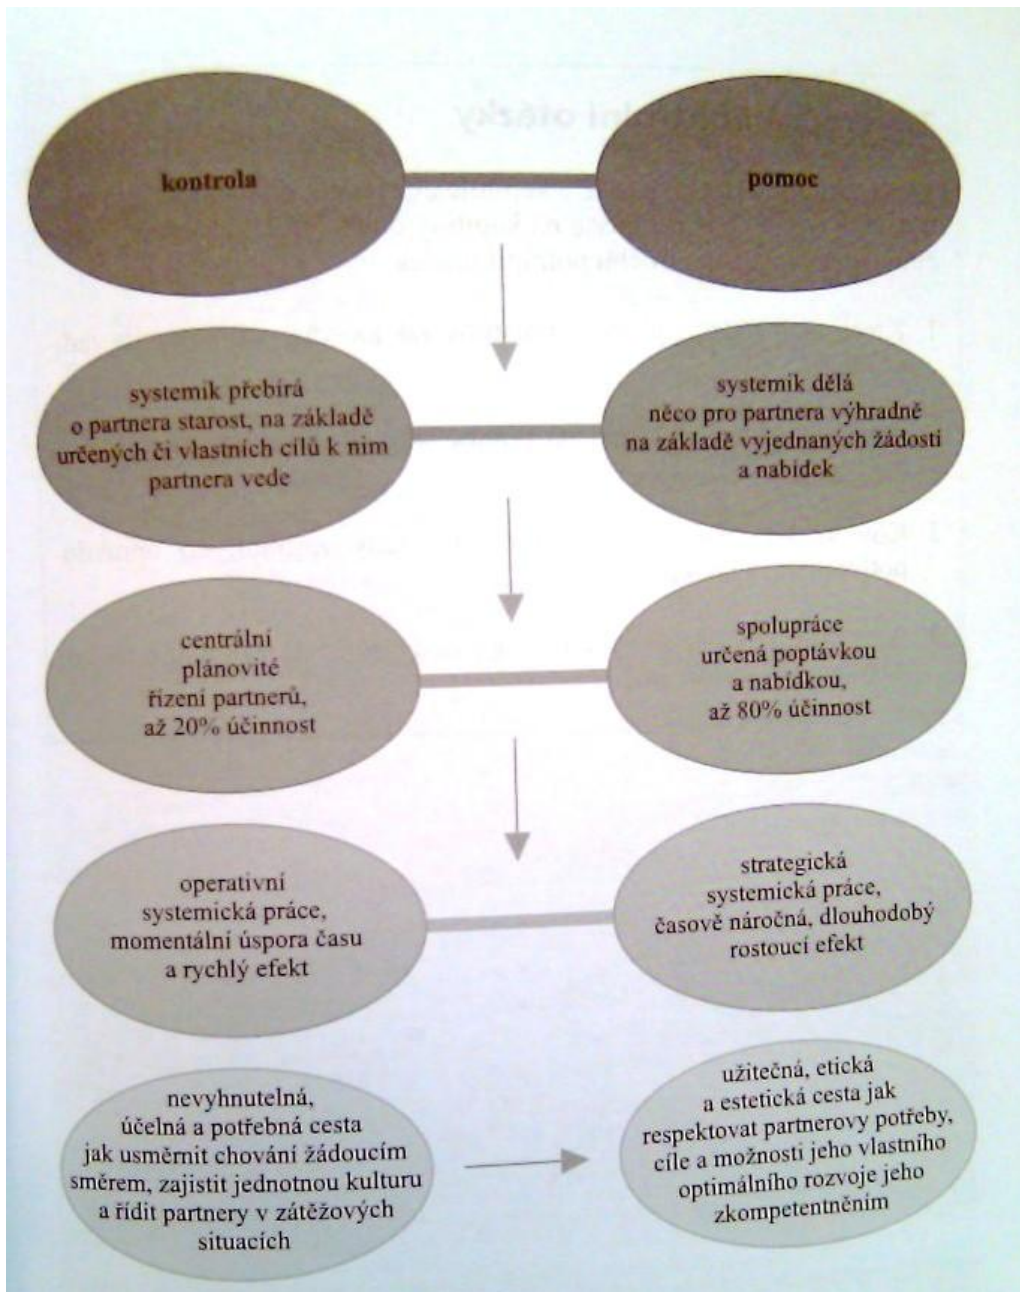 kontrola
pomoc
systemik přebírá
o partnera starost, na základě
určených či vlastních cílů k nim
partnera vede
systemik dělá
něco pro partnera výhradně
na základě vyjednaných žádostí
a nabídek
centrální
plánovité
řízení partnerů,
až 20% účinnost
spolupráce
určená poptávkou
a nabídkou,
až 80% účinnost
operativní
systemická práce,
momentální úspora času
a rychlý efekt
strategická
systemická práce,
časově náročná, dlouhodobý
rostoucí efekt
nevyhnutelná,
účelná a potřebná cesta
jak usměrnit chování žádoucím
směrem, zajistit jednotnou kulturu
a řídit partnery v zátěžových
situacích
užitečná, etická
a estetická cesta jak
respektovat partnerovy potřeby,
cíle a možnosti jeho vlastního
optimálního rozvoje jeho
zkompetentněním